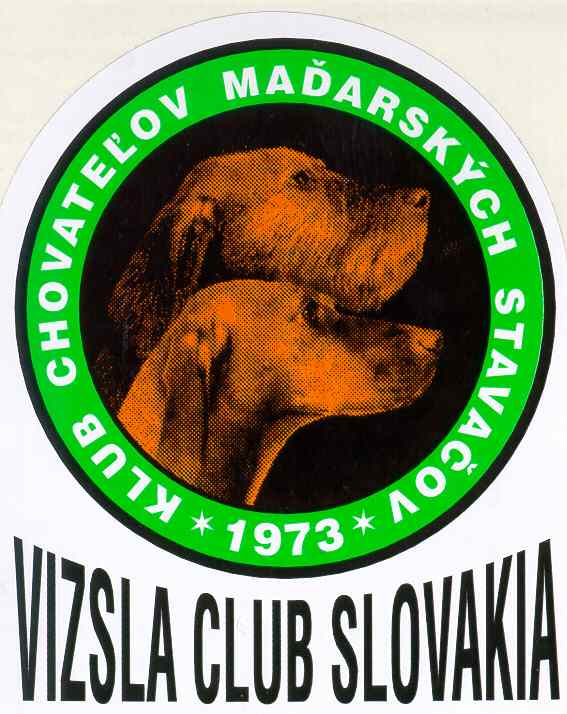 KLUB CHOVATEĽOV MAĎARSKÝCH STAVAČOV
* 1973 *
VIZSLA CLUB SLOVAKIA